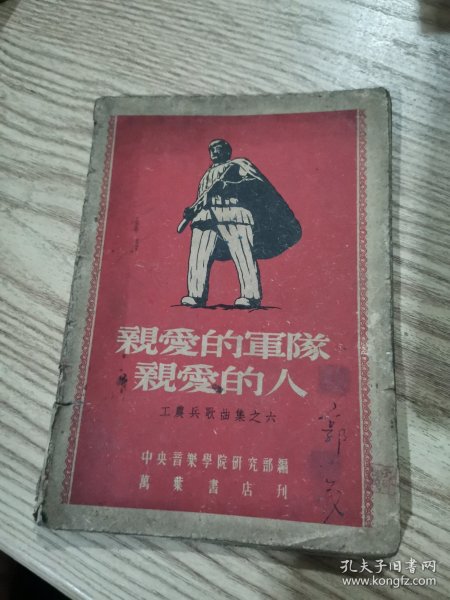 親愛的軍隊
親愛的人
工農兵歌曲集之六
中央音樂學院研究部編
萬葉書店刊
郭
孔夫子旧书网
www.kongfz.com